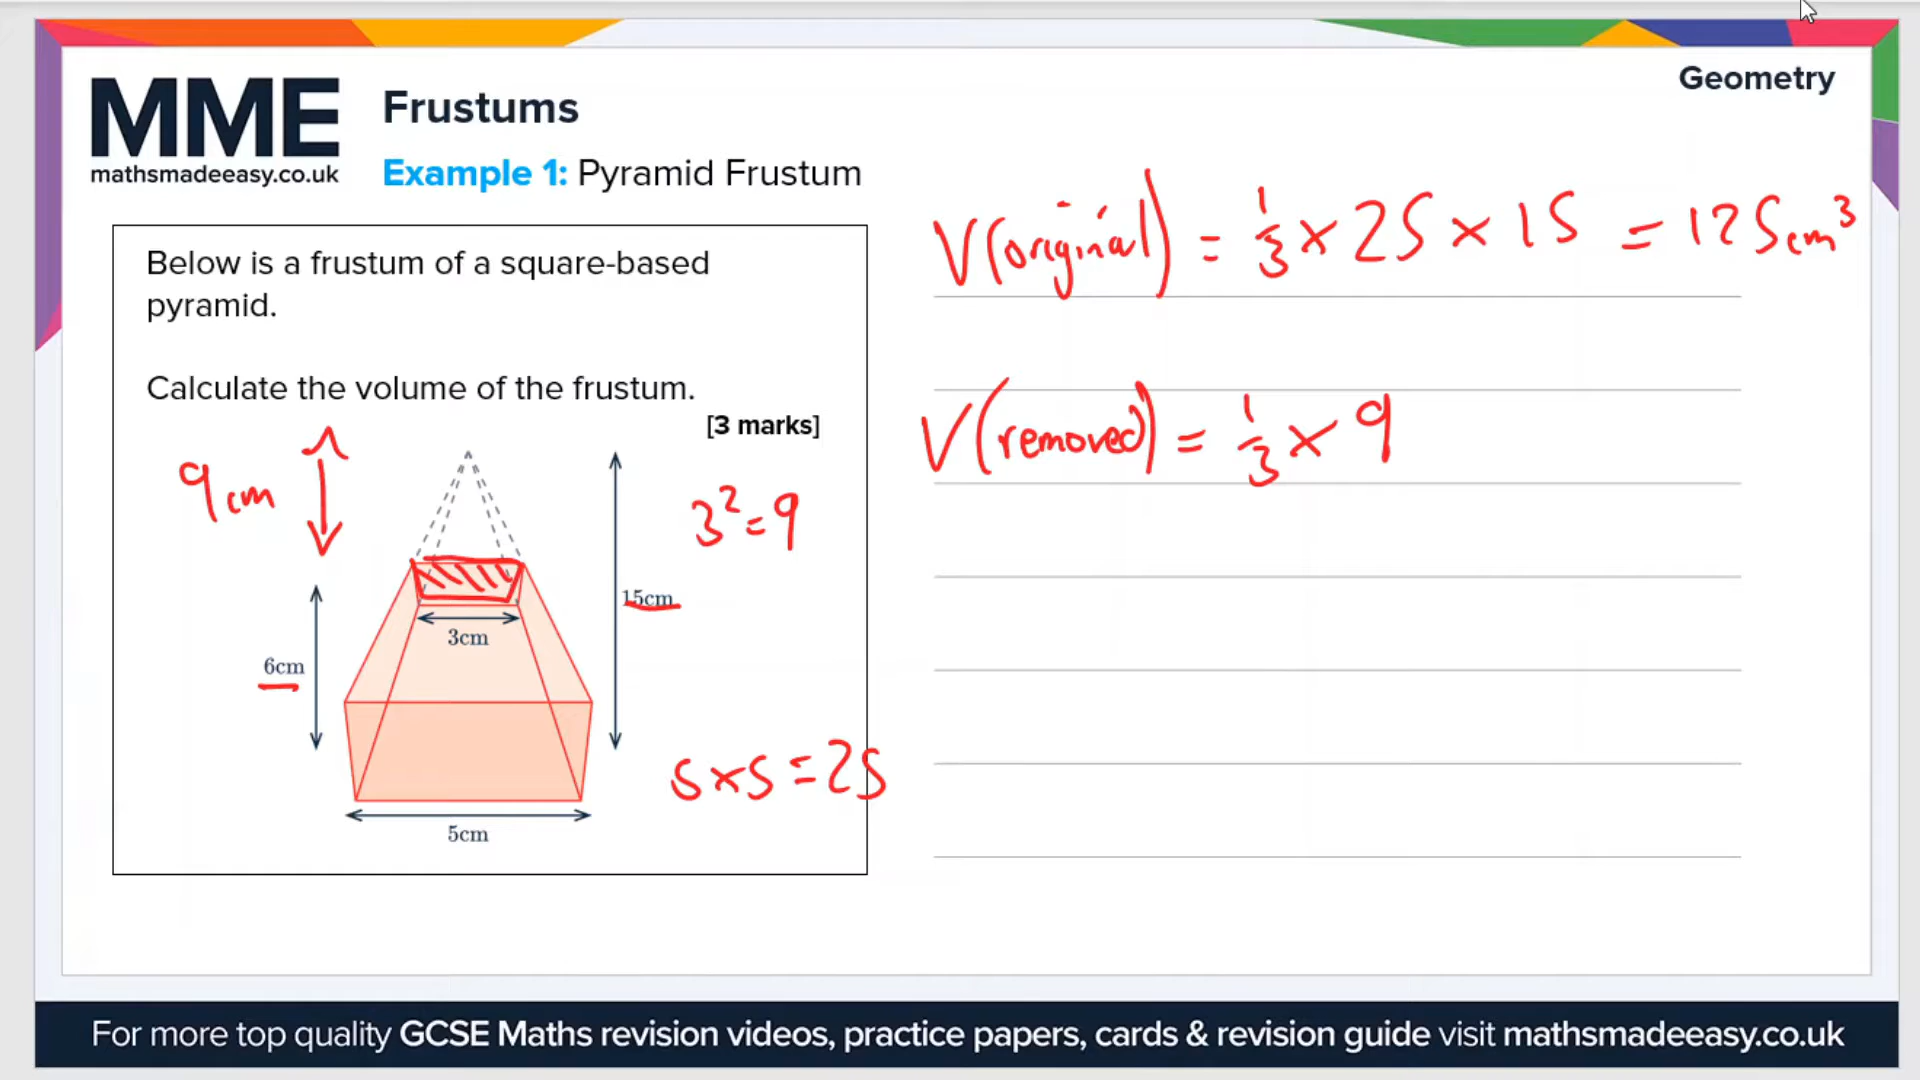 MME
mathsmadeeasy.co.uk
Frustums
Example 1: Pyramid Frustum
Geometry
Below is a frustum of a square-based
pyramid.
Calculate the volume of the frustum.
[3 marks]
9cm
3² = 9
15cm
3cm
6cm
5 × 5 = 25
5cm
V(original) = 1/3 × 25 × 15 = 125cm³
V(removed) = 1/3 × 9
For more top quality GCSE Maths revision videos, practice papers, cards & revision guide visit mathsmadeeasy.co.uk